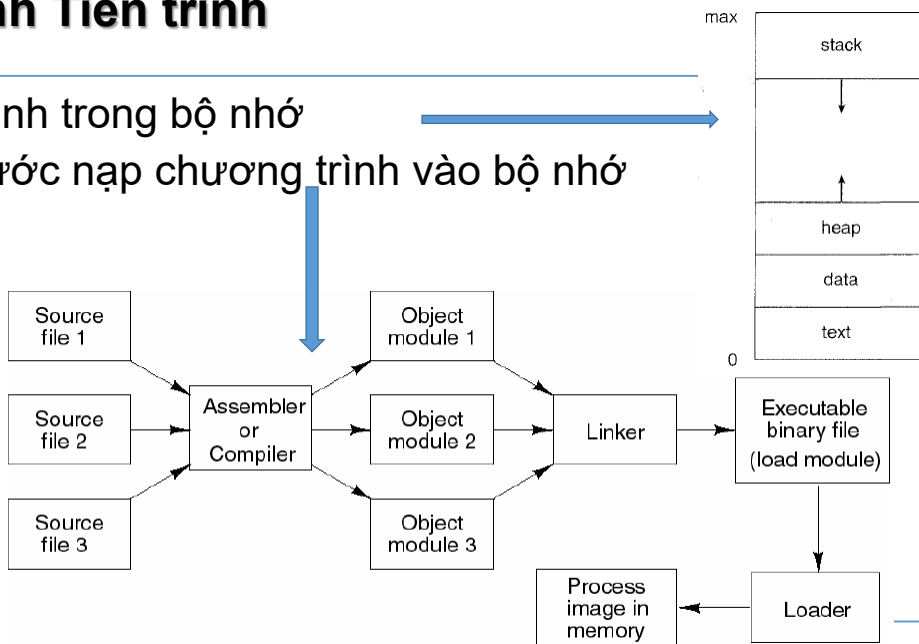 nh Tiến trình
nh trong bộ nhớ
ước nạp chương trình vào bộ nhớ
max
stack
heap
data
text
0
Source
file 1
Source
file 2
Source
file 3
Assembler
or
Compiler
Object
module 1
Object
module 2
Object
module 3
Linker
Executable
binary file
(load module)
Loader
Process
image in
memory